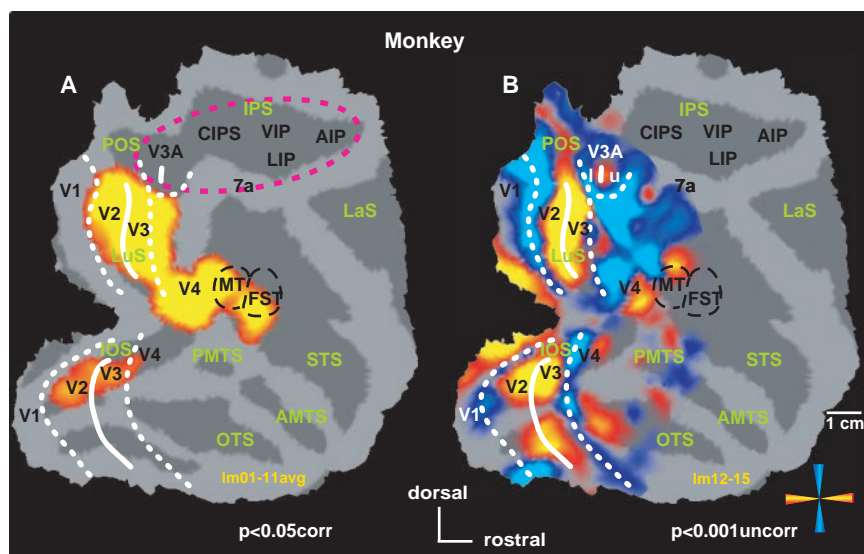 Monkey
A
IPS
CIPS VIP AIP
POS
V3A
LIP
7a
V1
V2
V3
LaS
LuS
V4 MT FST
IOS
V4
PMTS
STS
V3
V2
V1
AMTS
OTS
lm01-11avg
p<0.05corr
B
IPS
CIPS VIP AIP
POS
V3A
LIP
l u
7a
V1
V2
V3
LaS
LuS
V4 MT FST
IOS
V4
PMTS
STS
V3
V2
V1
AMTS
1 cm
OTS
lm12-15
p<0.001uncorr
dorsal
rostral